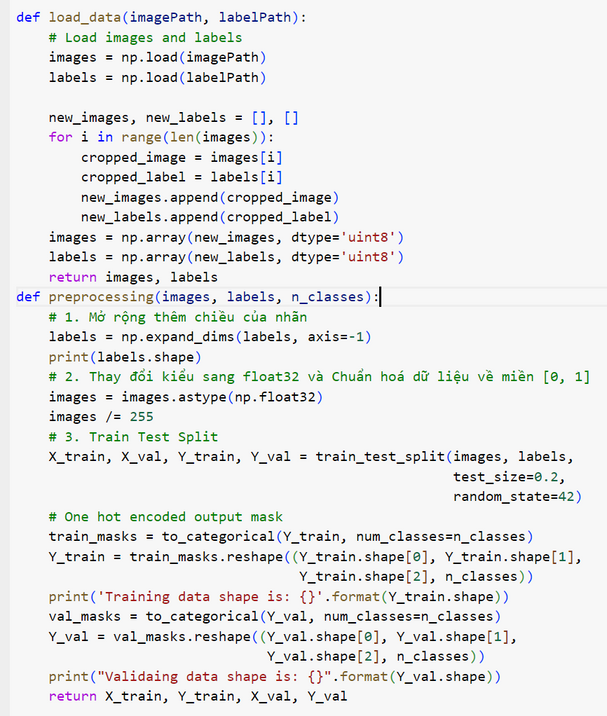 def load_data(imagePath, labelPath):
    # Load images and labels
    images = np.load(imagePath)
    labels = np.load(labelPath)

    new_images, new_labels = [], []
    for i in range(len(images)):
        cropped_image = images[i]
        cropped_label = labels[i]
        new_images.append(cropped_image)
        new_labels.append(cropped_label)
    images = np.array(new_images, dtype='uint8')
    labels = np.array(new_labels, dtype='uint8')
    return images, labels
def preprocessing(images, labels, n_classes):
    # 1. Mở rộng thêm chiều của nhãn
    labels = np.expand_dims(labels, axis=-1)
    print(labels.shape)
    # 2. Thay đổi kiểu sang float32 và Chuẩn hoá dữ liệu về miền [0, 1]
    images = images.astype(np.float32)
    images /= 255
    # 3. Train Test Split
    X_train, X_val, Y_train, Y_val = train_test_split(images, labels,
                                                      test_size=0.2,
                                                      random_state=42)
    # One hot encoded output mask
    train_masks = to_categorical(Y_train, num_classes=n_classes)
    Y_train = train_masks.reshape((Y_train.shape[0], Y_train.shape[1],
                                   Y_train.shape[2], n_classes))
    print('Training data shape is: {}'.format(Y_train.shape))
    val_masks = to_categorical(Y_val, num_classes=n_classes)
    Y_val = val_masks.reshape((Y_val.shape[0], Y_val.shape[1],
                               Y_val.shape[2], n_classes))
    print("Validaing data shape is: {}".format(Y_val.shape))
    return X_train, Y_train, X_val, Y_val